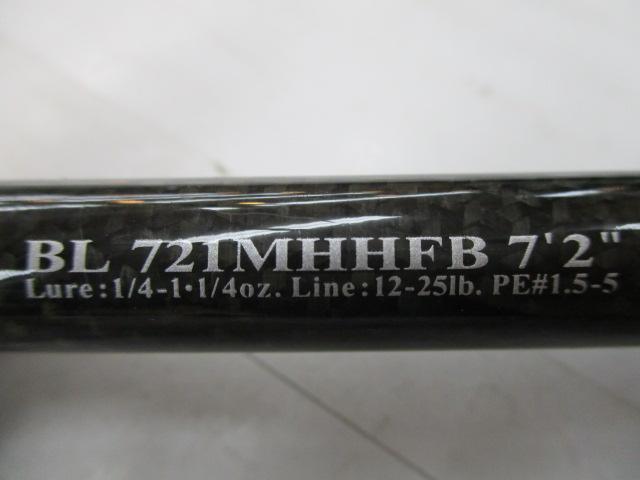 BL 721MHHFB 7'2"
Lure:1/4-1・1/4oz. Line:12-25lb. PE#1.5-5